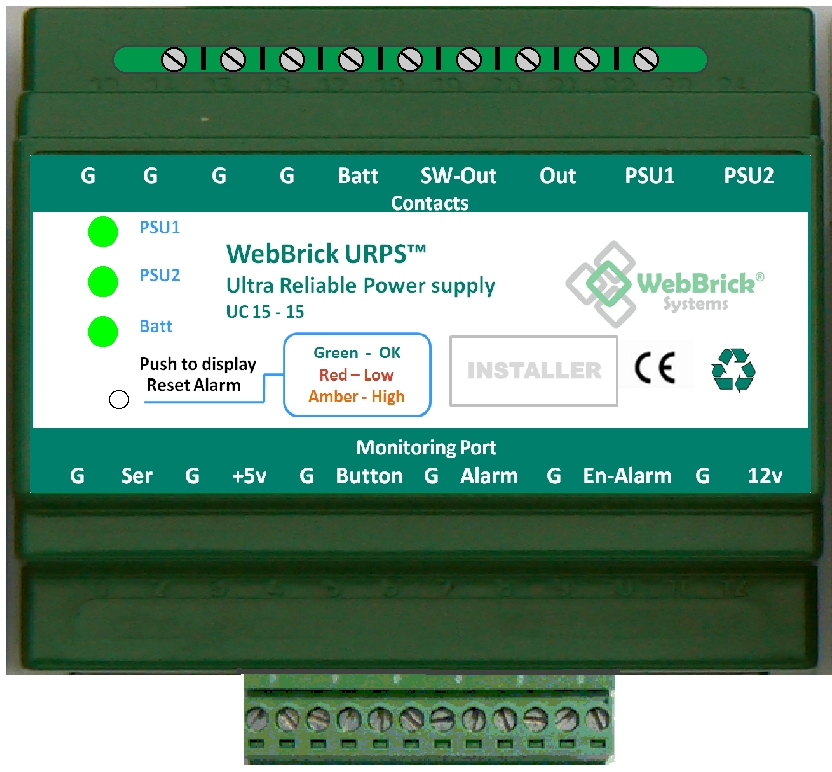 G G G G Batt SW-Out Out PSU1 PSU2
Contacts
PSU1
PSU2
Batt
WebBrick URPS™
Ultra Reliable Power supply
UC 15 - 15
WebBrick®
Systems
Push to display
Reset Alarm
Green - OK
Red – Low
Amber - High
INSTALLER
CE
Monitoring Port
G Ser G +5v G Button G Alarm G En-Alarm G 12v